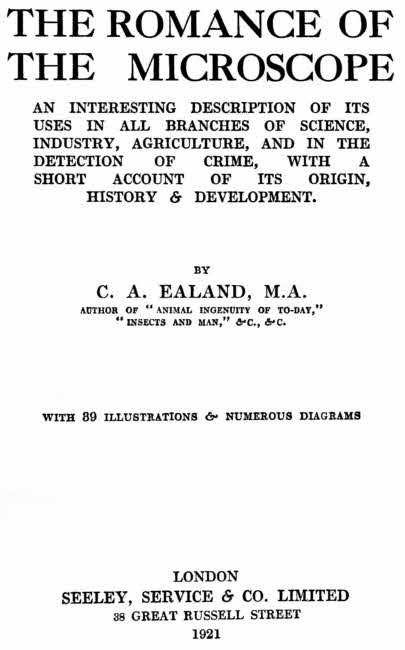 THE ROMANCE OF
THE MICROSCOPE
AN INTERESTING DESCRIPTION OF ITS
USES IN ALL BRANCHES OF SCIENCE,
INDUSTRY, AGRICULTURE, AND IN THE
DETECTION OF CRIME, WITH A
SHORT ACCOUNT OF ITS ORIGIN,
HISTORY & DEVELOPMENT.
BY
C. A. EALAND, M.A.
AUTHOR OF "ANIMAL INGENUITY OF TO-DAY,"
"INSECTS AND MAN," &C., &C.
WITH 39 ILLUSTRATIONS & NUMEROUS DIAGRAMS
LONDON
SEELEY, SERVICE & CO. LIMITED
38 GREAT RUSSELL STREET
1921